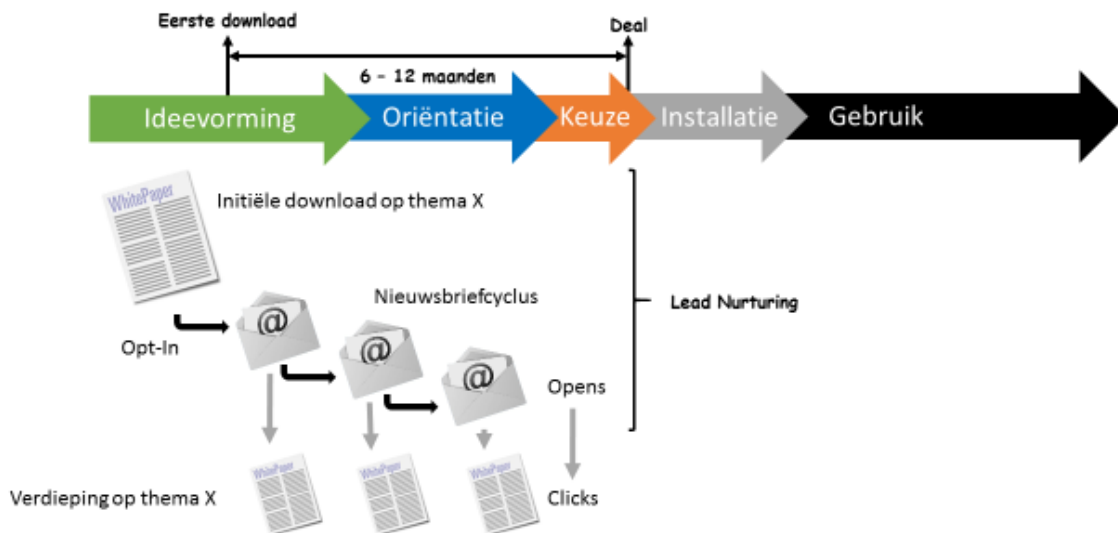 Eerste download
Deal
6 - 12 maanden
Ideevorming
Oriëntatie
Keuze
Installatie
Gebruik
WhitePaper
Initiële download op thema X
Nieuwsbriefcyclus
Lead Nurturing
Opt-In
@
@
@
Opens
WhitePaper
WhitePaper
WhitePaper
Verdieping op thema X
Clicks